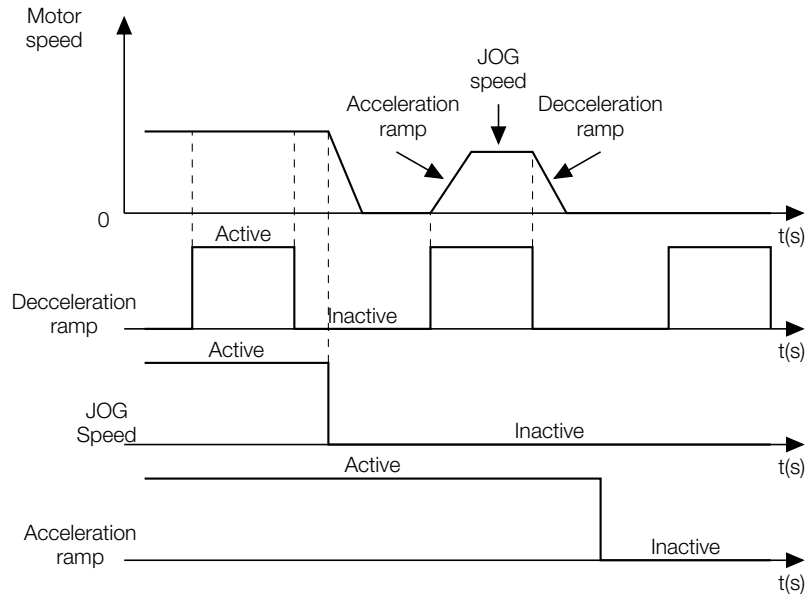 Motor
speed
JOG
speed
Acceleration
ramp
Decceleration
ramp
0
t(s)
Active
Decceleration
ramp
Inactive
t(s)
Active
JOG
Speed
Inactive
t(s)
Active
Acceleration
ramp
Inactive
t(s)